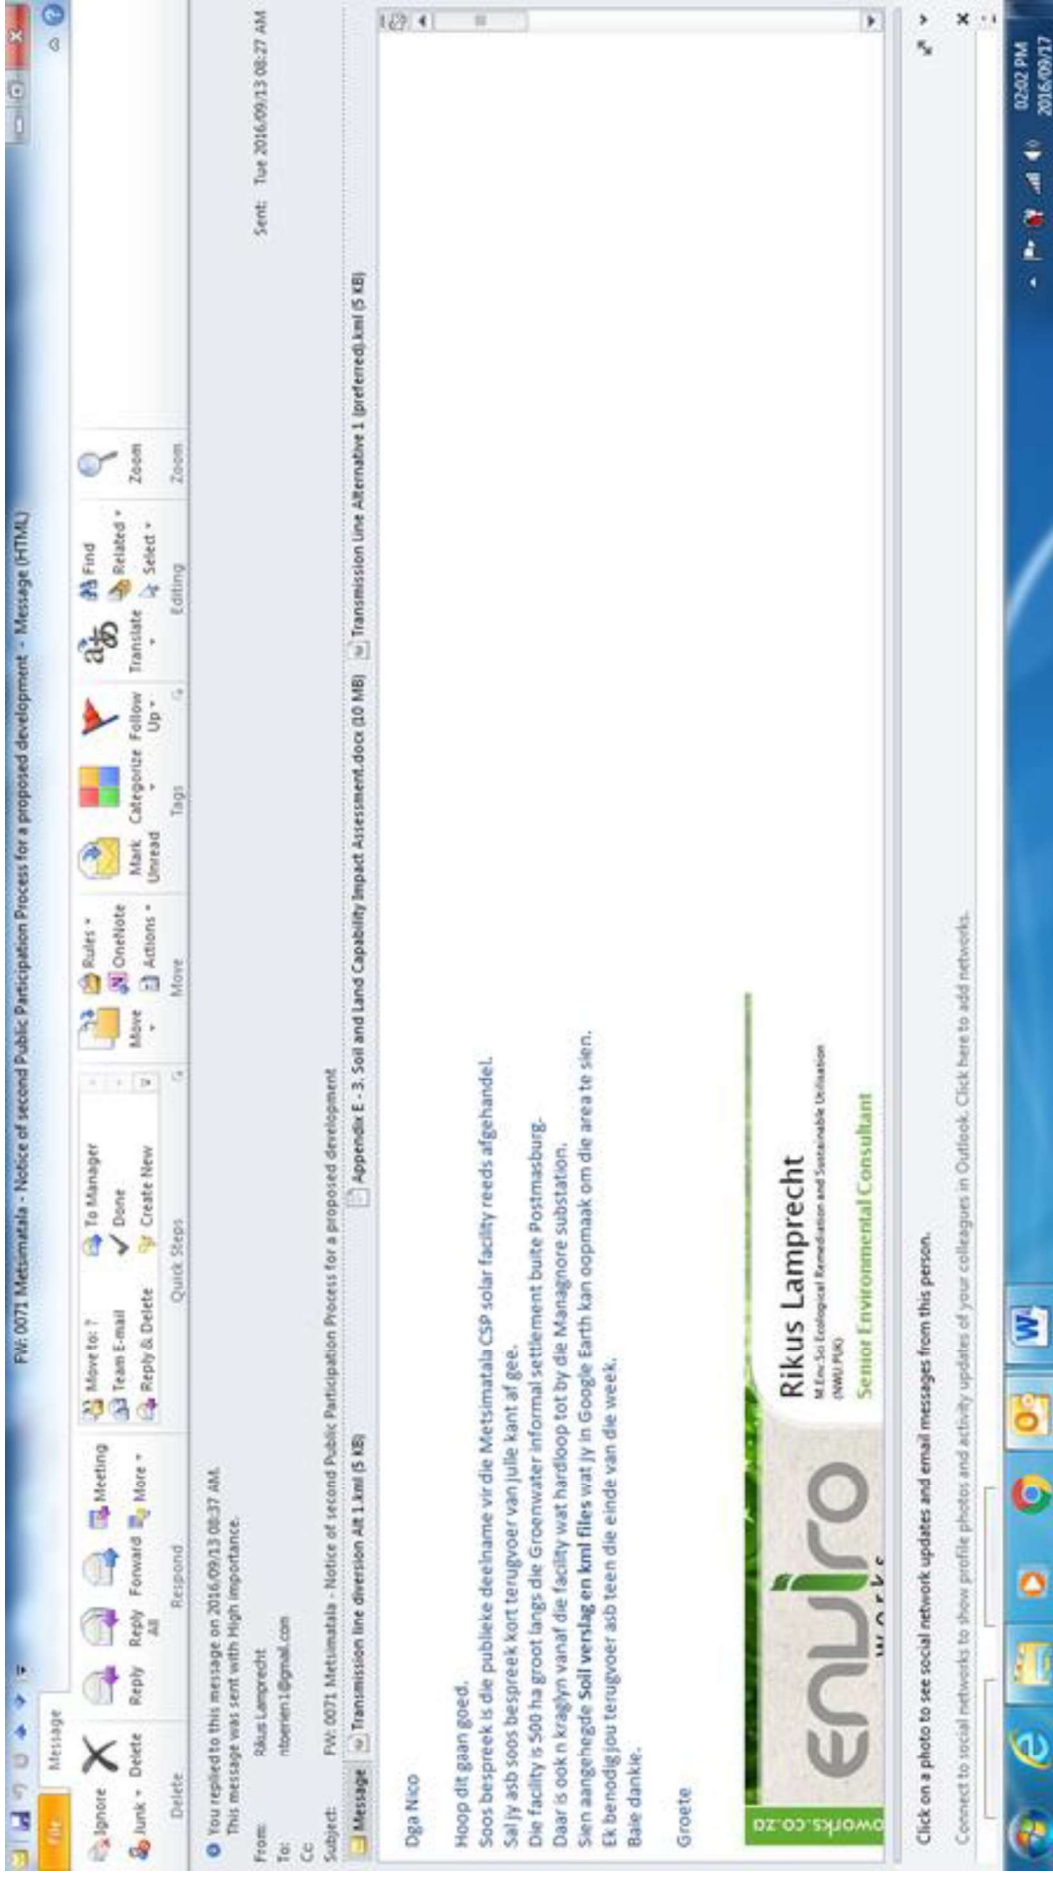 FW: 0071 Metsimatala - Notice of second Public Participation Process for a proposed development - Message (HTML)
File
Message
Ignore
Junk
Delete
Delete
Reply
Reply All
Forward
Meeting
More
Respond
Move to: ?
Team E-mail
Reply & Delete
To Manager
Done
Create New
Quick Steps
Move
Rules
OneNote
Actions
Move
Mark Unread
Categorize
Follow Up
Tags
Translate
Find
Related
Select
Editing
Zoom
Zoom
You replied to this message on 2016/09/13 08:37 AM.
This message was sent with High importance.
From: Rikus Lamprecht
Sent: Tue 2016/09/13 08:27 AM
To: ntoerien1@gmail.com
Cc:
Subject: FW: 0071 Metsimatala - Notice of second Public Participation Process for a proposed development
Message
Transmission line diversion Alt 1.kml (5 KB)
Appendix E - 3. Soil and Land Capability Impact Assessment.docx (10 MB)
Transmission Line Alternative 1 (preferred).kml (5 KB)
Dga Nico
Hoop dit gaan goed.
Soos bespreek is die publieke deelname vir die Metsimatala CSP solar facility reeds afgehandel.
Sal jy asb soos bespreek kort terugvoer van julle kant af gee.
Die facility is 500 ha groot langs die Groenwater informal settlement buite Postmasburg.
Daar is ook n kraglyn vanaf die facility wat hardloop tot by die Managnore substation.
Sien aangehegde Soil verslag en kml files wat jy in Google Earth kan oopmaak om die area te sien.
Ek benodig jou terugvoer asb teen die einde van die week.
Baie dankie.
Groete
oworks.co.za
enviro
works
Rikus Lamprecht
M.Env.Sci Ecological Remediation and Sustainable Utilisation
(NWU PUK)
Senior Environmental Consultant
Click on a photo to see social network updates and email messages from this person.
Connect to social networks to show profile photos and activity updates of your colleagues in Outlook. Click here to add networks.
02:02 PM
2016/09/17